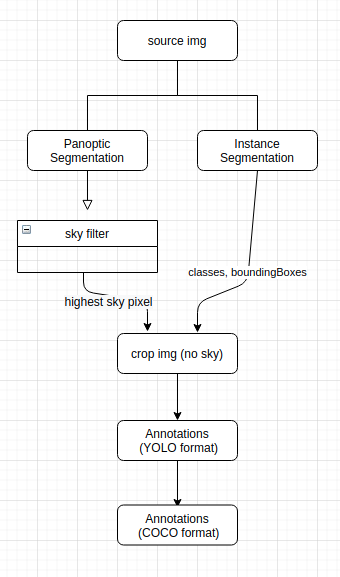 source img
Panoptic
Segmentation
Instance
Segmentation
sky filter
classes, boundingBoxes
highest sky pixel
crop img (no sky)
Annotations
(YOLO format)
Annotations
(COCO format)